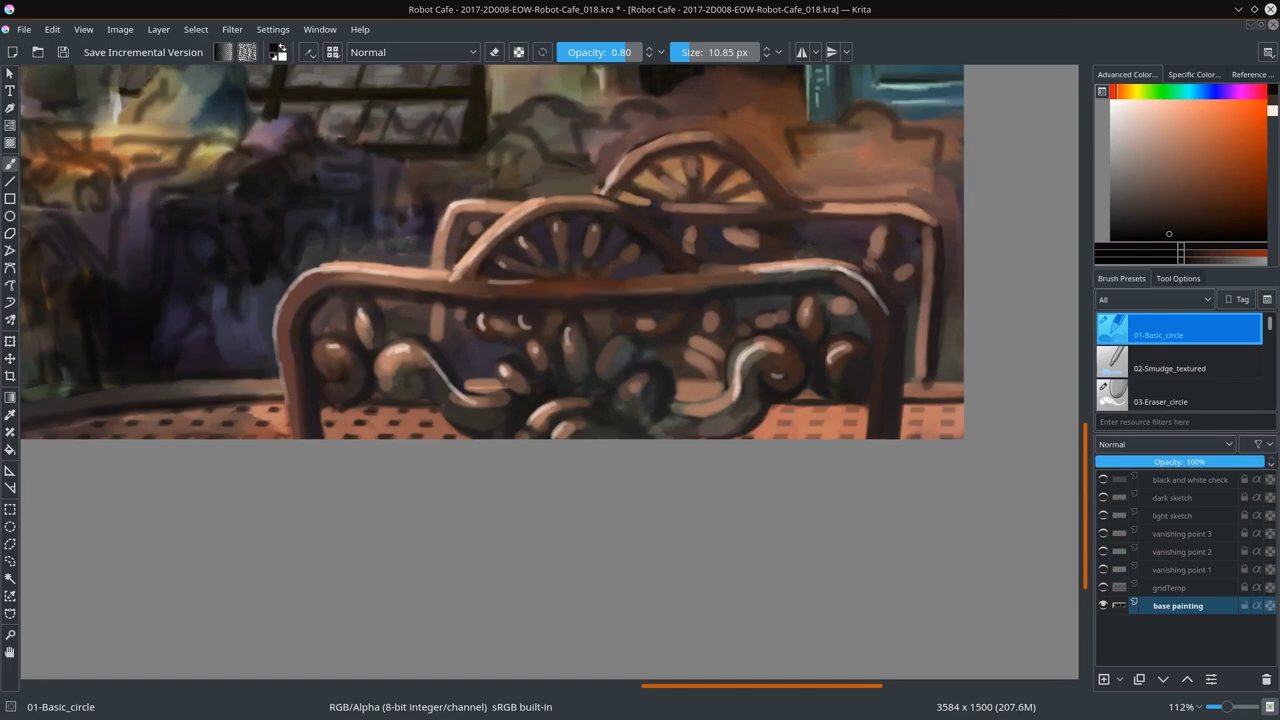 Robot Cafe - 2017-2D008-EOW-Robot-Cafe_018.kra * - [Robot Cafe - 2017-2D008-EOW-Robot-Cafe_018.kra] — Krita
File Edit View Image Layer Select Filter Settings Window Help
Save Incremental Version Normal Opacity: 0.80 Size: 10.85 px
Advanced Color... Specific Color... Reference ...
Brush Presets Tool Options
All Tag
01-Basic_circle
02-Smudge_textured
03-Eraser_circle
Enter resource filters here
Normal
Opacity: 100%
black and white check
dark sketch
light sketch
vanishing point 3
vanishing point 2
vanishing point 1
gridTemp
base painting
01-Basic_circle RGB/Alpha (8-bit integer/channel) sRGB built-in 3584 x 1500 (207.6M) 112%